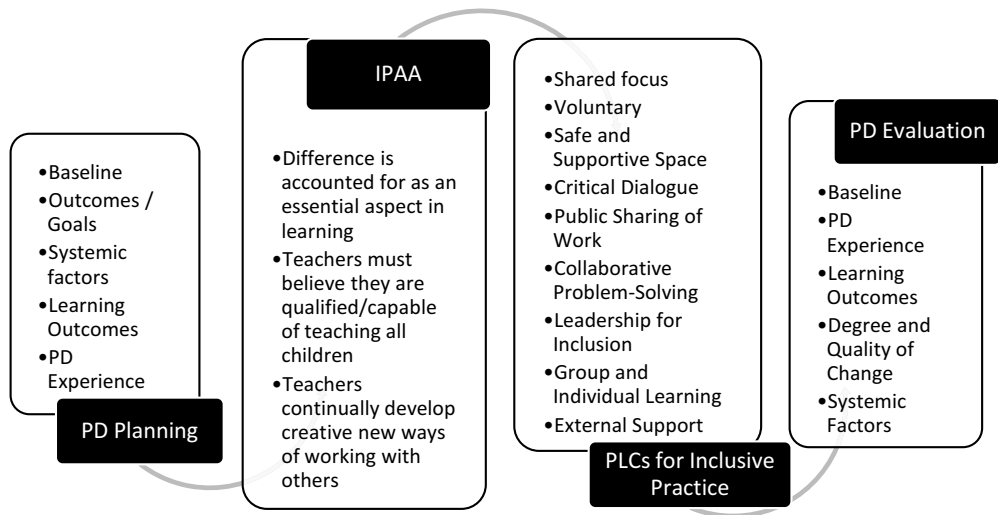 •Baseline
•Outcomes /
Goals
•Systemic
factors
•Learning
Outcomes
•PD
Experience
PD Planning
IPAA
•Difference is
accounted for as an
essential aspect in
learning
•Teachers must
believe they are
qualified/capable
of teaching all
children
•Teachers
continually develop
creative new ways
of working with
others
•Shared focus
•Voluntary
•Safe and
Supportive Space
•Critical Dialogue
•Public Sharing of
Work
•Collaborative
Problem-Solving
•Leadership for
Inclusion
•Group and
Individual Learning
•External Support
PLCs for Inclusive
Practice
PD Evaluation
•Baseline
•PD
Experience
•Learning
Outcomes
•Degree and
Quality of
Change
•Systemic
Factors